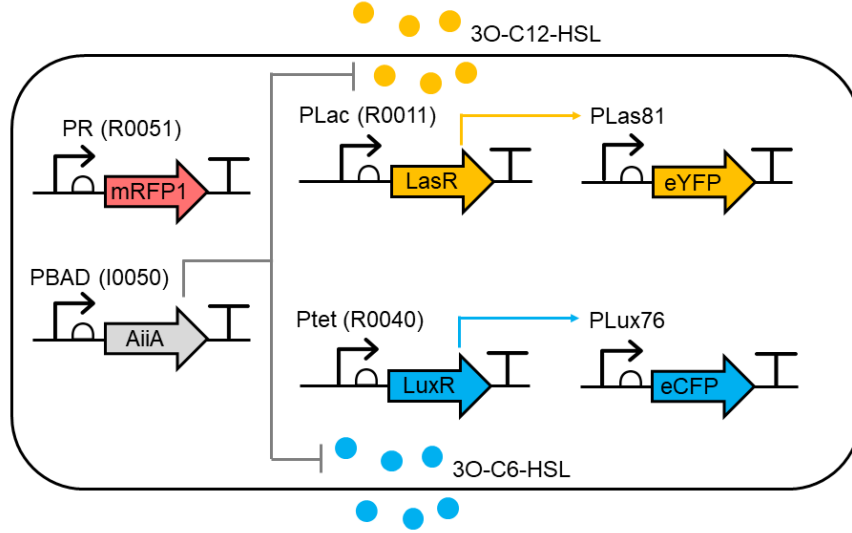 3O-C12-HSL
PR (R0051)
mRFP1
PLac (R0011)
LasR
PLas81
eYFP
PBAD (I0050)
AiiA
Ptet (R0040)
LuxR
PLux76
eCFP
3O-C6-HSL